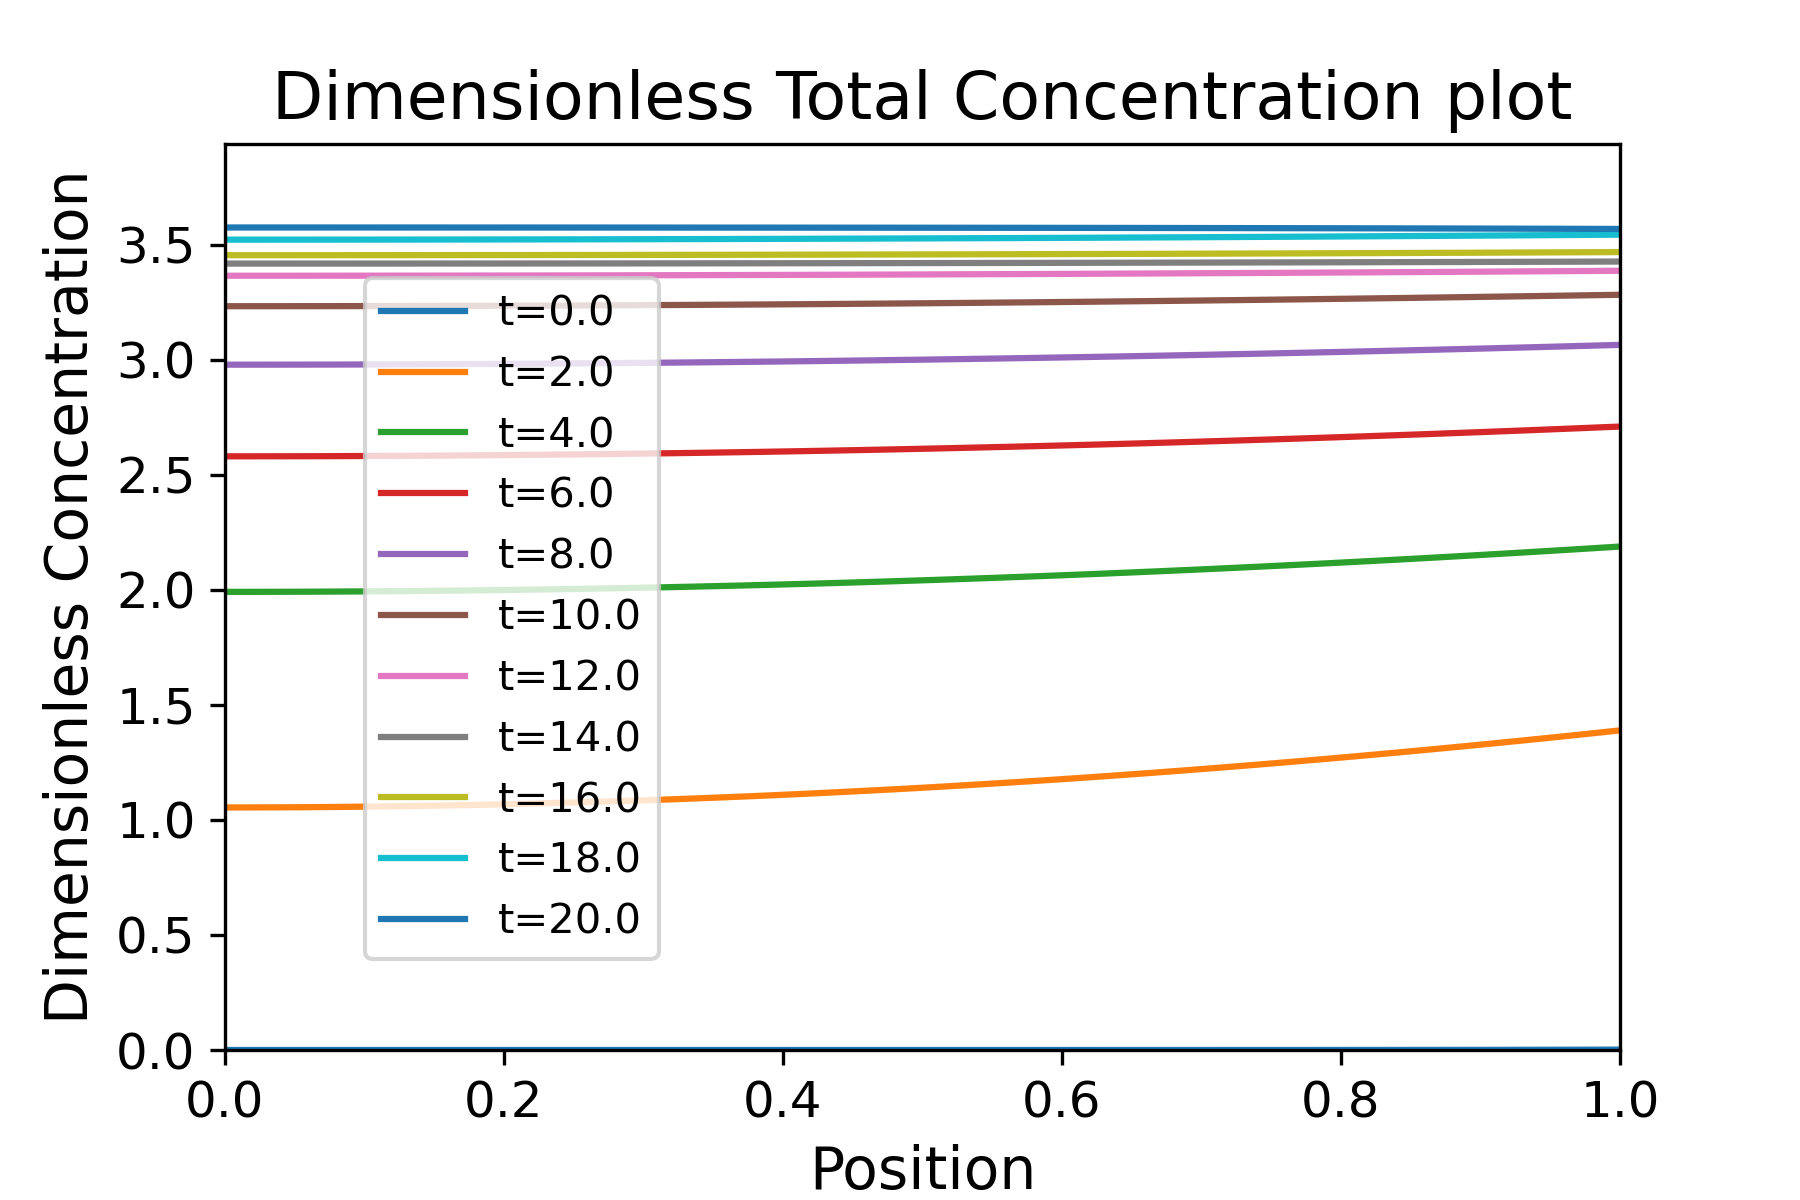 Dimensionless Total Concentration plot
Dimensionless Concentration
3.5
3.0
2.5
2.0
1.5
1.0
0.5
0.0
t=0.0
t=2.0
t=4.0
t=6.0
t=8.0
t=10.0
t=12.0
t=14.0
t=16.0
t=18.0
t=20.0
0.0 0.2 0.4 0.6 0.8 1.0
Position